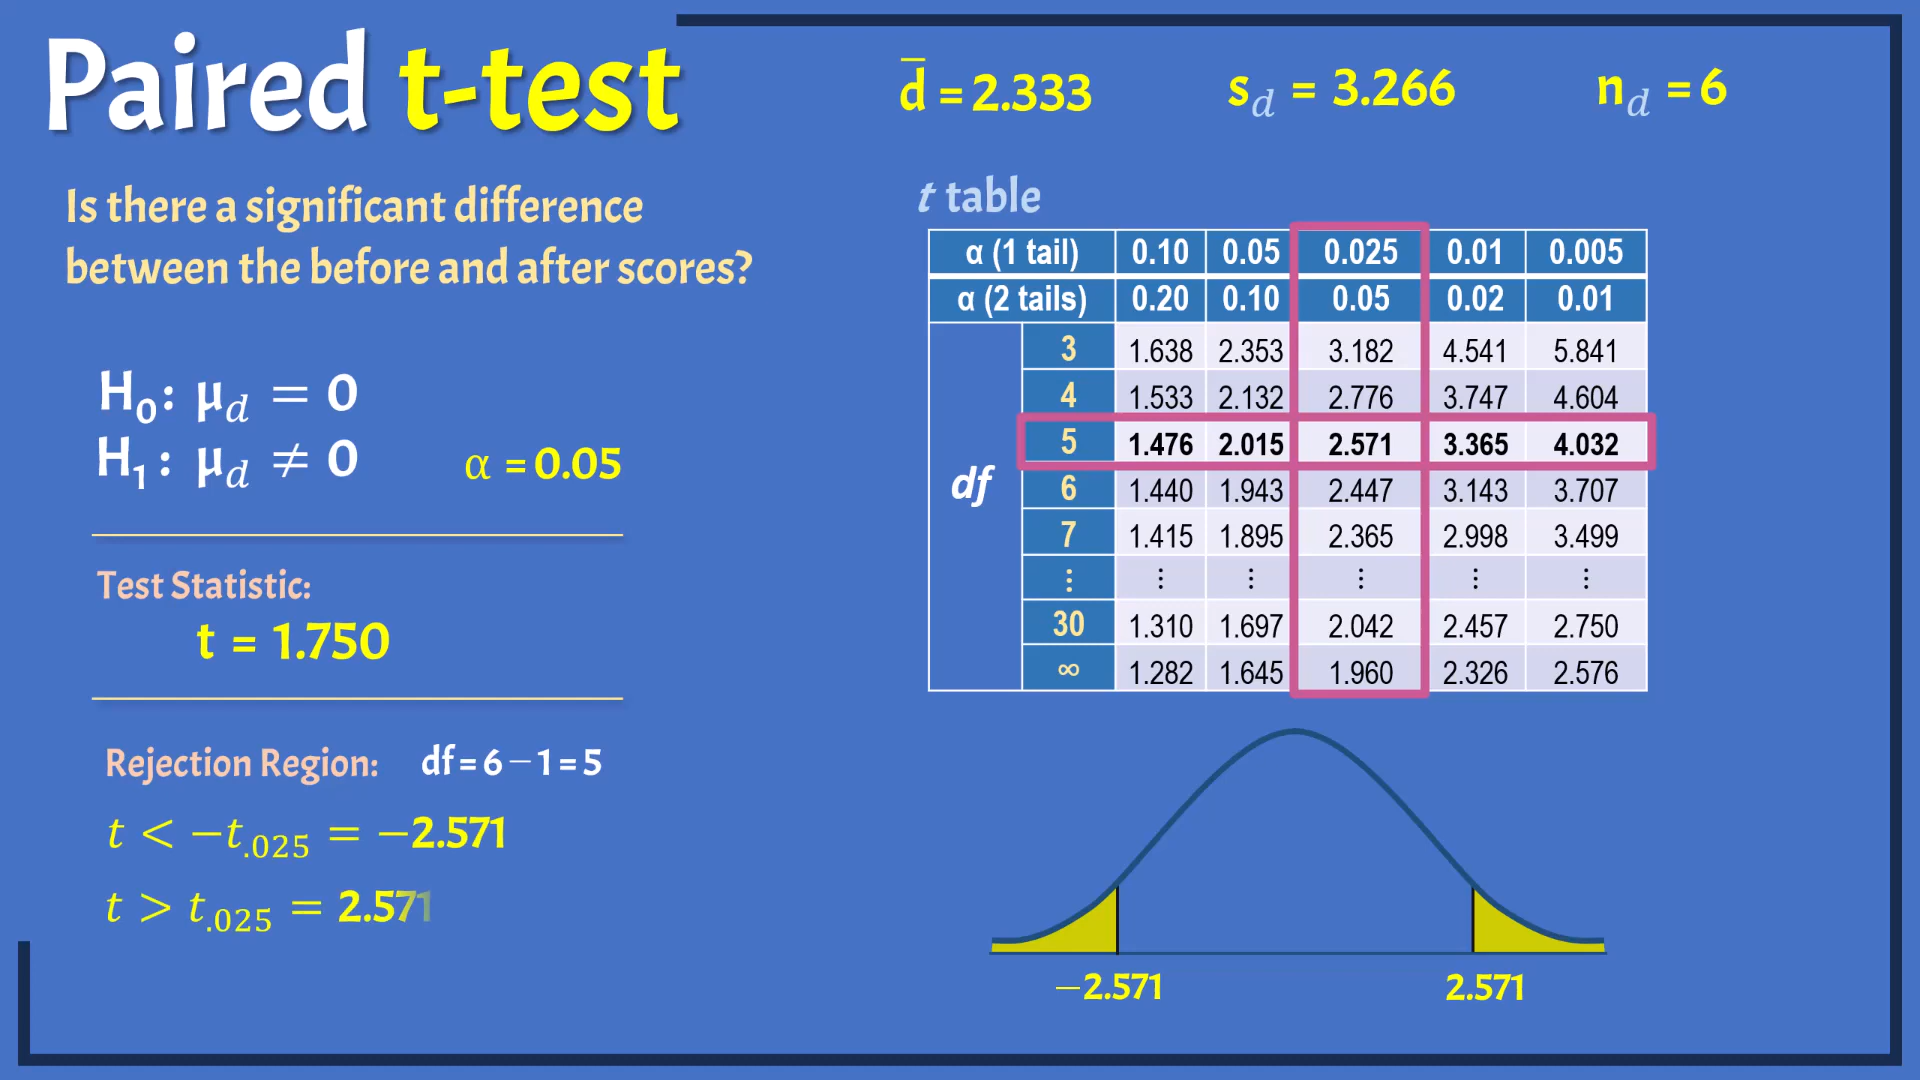 Paired t-test
d̄ = 2.333
s𝑑 = 3.266
n𝑑 = 6
Is there a significant difference
between the before and after scores?
H₀: μ𝑑 = 0
H₁: μ𝑑 ≠ 0
α = 0.05
Test Statistic:
t = 1.750
Rejection Region: df = 6 − 1 = 5
t < −t.025 = −2.571
t > t.025 = 2.571
t table
α (1 tail) 0.10 0.05 0.025 0.01 0.005
α (2 tails) 0.20 0.10 0.05 0.02 0.01
df
3 1.638 2.353 3.182 4.541 5.841
4 1.533 2.132 2.776 3.747 4.604
5 1.476 2.015 2.571 3.365 4.032
6 1.440 1.943 2.447 3.143 3.707
7 1.415 1.895 2.365 2.998 3.499
⋮ ⋮ ⋮ ⋮ ⋮ ⋮
30 1.310 1.697 2.042 2.457 2.750
∞ 1.282 1.645 1.960 2.326 2.576
−2.571 2.571